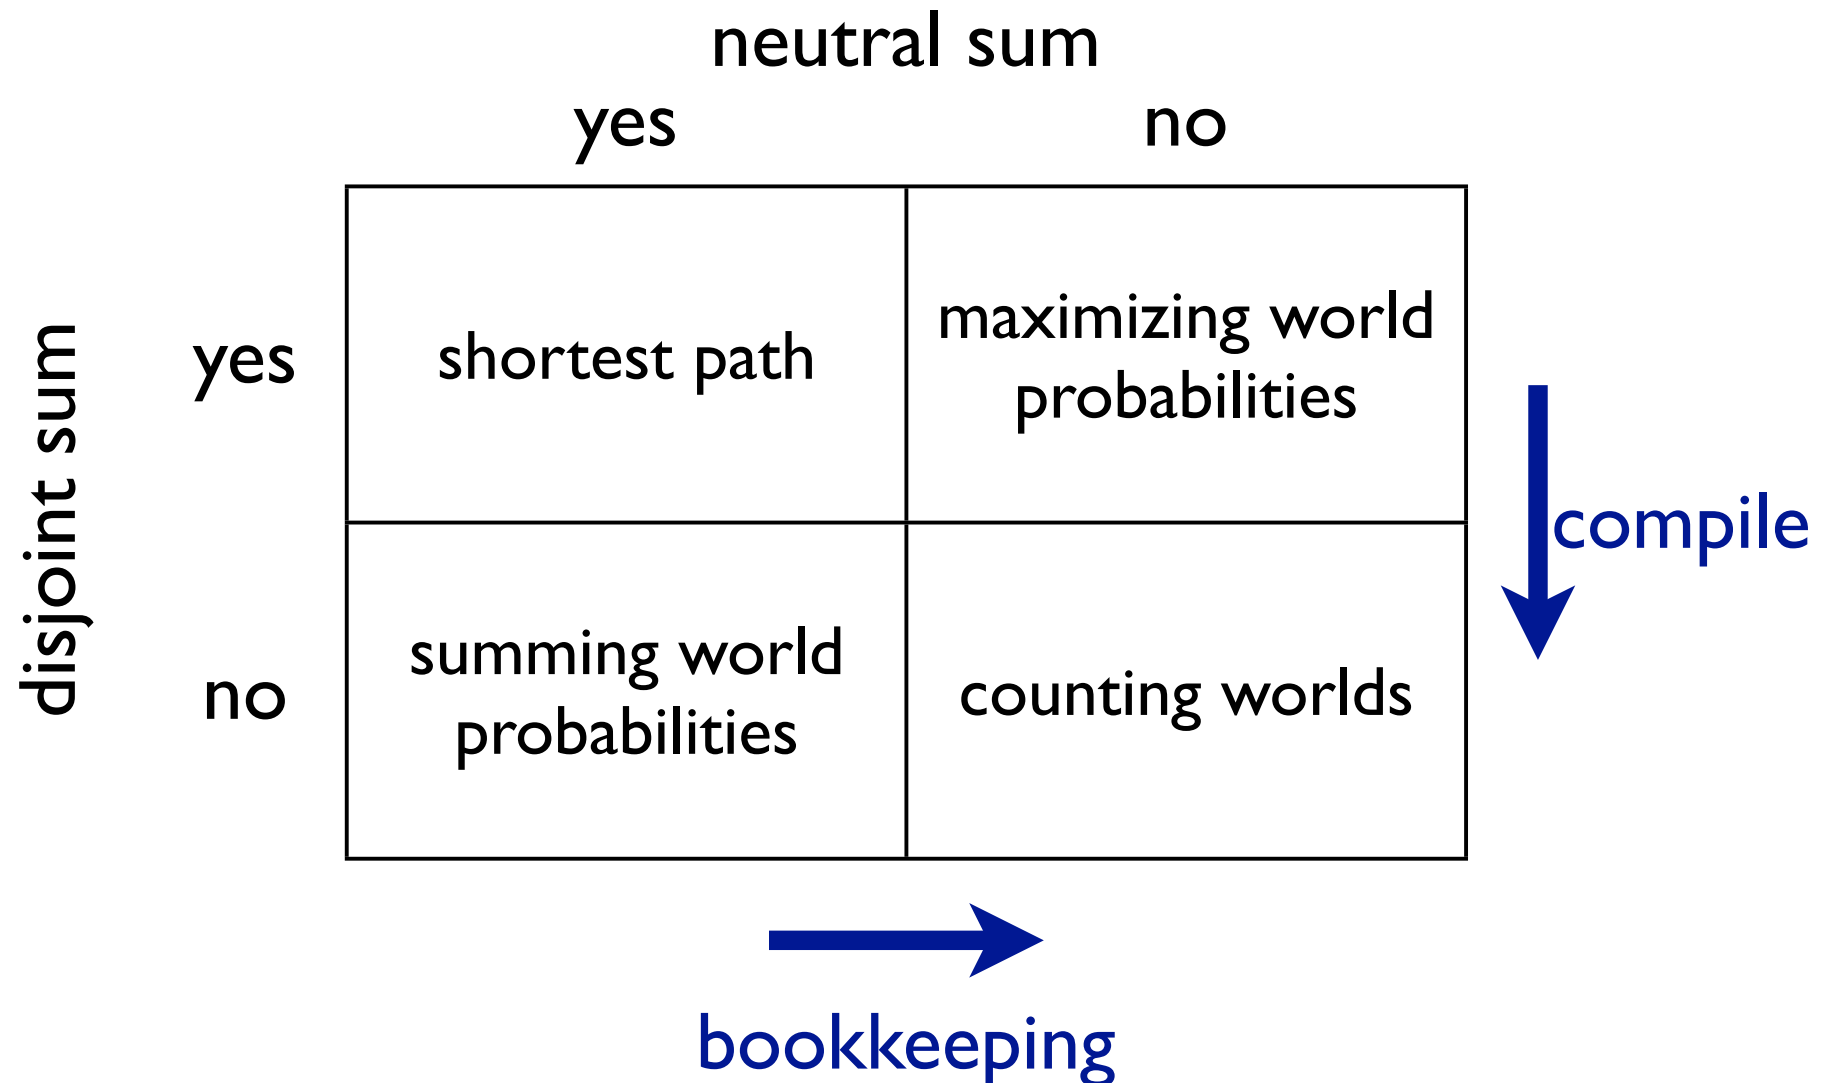 neutral sum
yes
no
disjoint sum
yes
shortest path
maximizing world
probabilities
compile
no
summing world
probabilities
counting worlds
bookkeeping